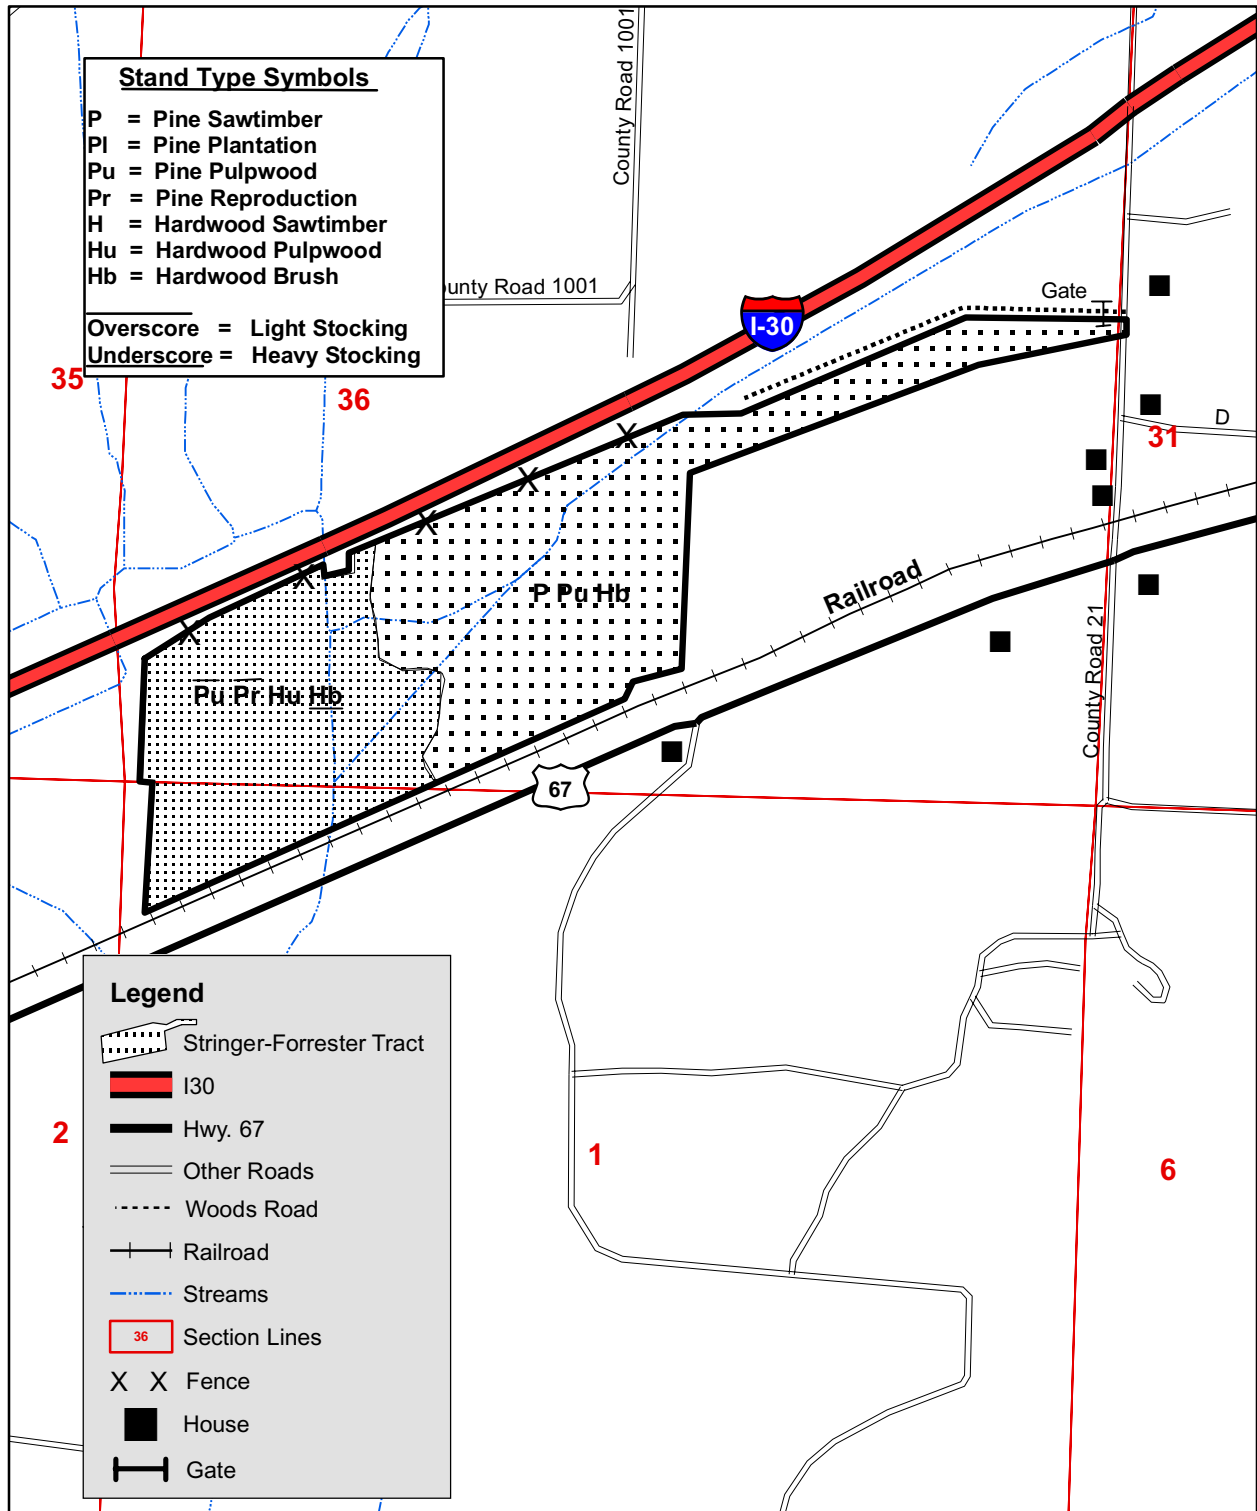 Stand Type Symbols
P = Pine Sawtimber
Pl = Pine Plantation
Pu = Pine Pulpwood
Pr = Pine Reproduction
H = Hardwood Sawtimber
Hu = Hardwood Pulpwood
Hb = Hardwood Brush
Overscore = Light Stocking
Underscore = Heavy Stocking
County Road 1001
ounty Road 1001
35
36
I-30
Gate
31
D
P Pu Hb
Railroad
Pu Pr Hu Hb
County Road 21
67
Legend
Stringer-Forrester Tract
I30
Hwy. 67
Other Roads
Woods Road
Railroad
Streams
36 Section Lines
X X Fence
House
Gate
2
1
6